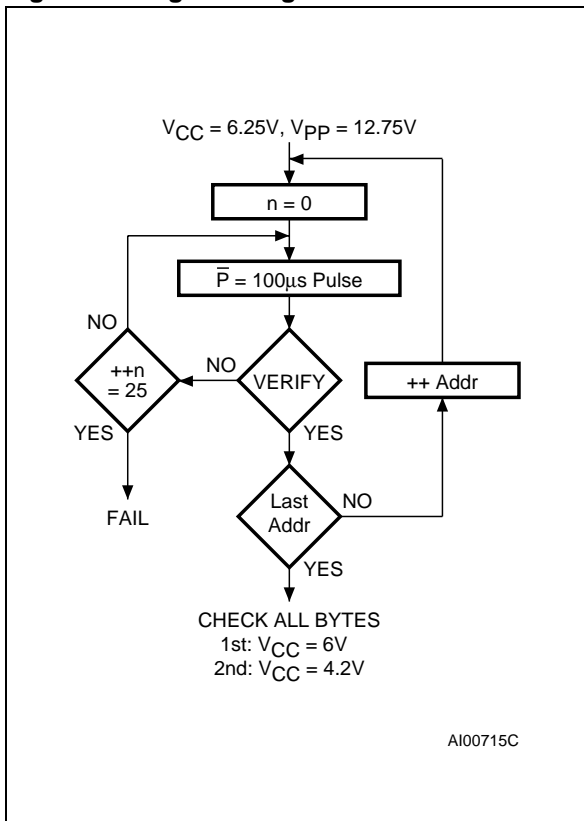 VCC = 6.25V, VPP = 12.75V
n = 0
P̅ = 100µs Pulse
NO
++n
= 25
NO
VERIFY
++ Addr
YES
YES
FAIL
Last
Addr
NO
YES
CHECK ALL BYTES
1st: VCC = 6V
2nd: VCC = 4.2V
AI00715C